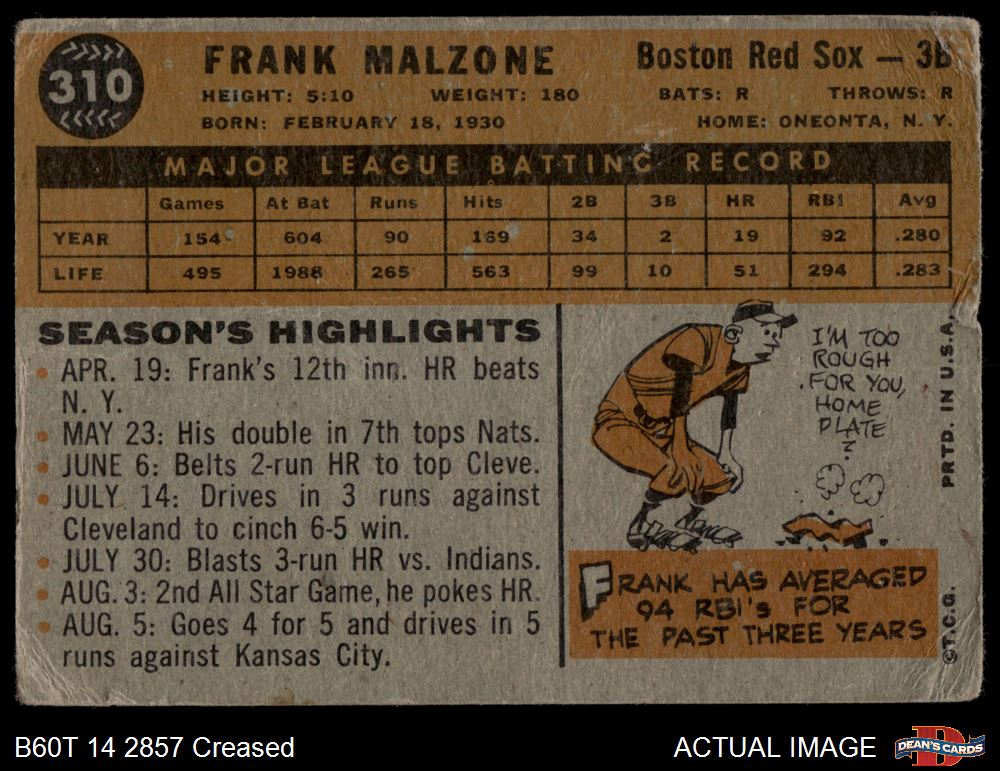 310
FRANK MALZONE
Boston Red Sox — 3B
HEIGHT: 5:10 WEIGHT: 180 BATS: R THROWS: R
BORN: FEBRUARY 18, 1930 HOME: ONEONTA, N. Y.
MAJOR LEAGUE BATTING RECORD
Games At Bat Runs Hits 2B 3B HR RBI Avg
YEAR 154 604 90 169 34 2 19 92 .280
LIFE 495 1988 265 563 99 10 51 294 .283
SEASON'S HIGHLIGHTS
• APR. 19: Frank's 12th inn. HR beats
N. Y.
• MAY 23: His double in 7th tops Nats.
• JUNE 6: Belts 2-run HR to top Cleve.
• JULY 14: Drives in 3 runs against
Cleveland to cinch 6-5 win.
• JULY 30: Blasts 3-run HR vs. Indians.
• AUG. 3: 2nd All Star Game, he pokes HR.
• AUG. 5: Goes 4 for 5 and drives in 5
runs against Kansas City.
I'M TOO
ROUGH
FOR YOU,
HOME
PLATE
?
FRANK HAS AVERAGED
94 RBI's FOR
THE PAST THREE YEARS
©T.C.G. PRTD. IN U.S.A.
B60T 14 2857 Creased
ACTUAL IMAGE
D
DEAN'S CARDS